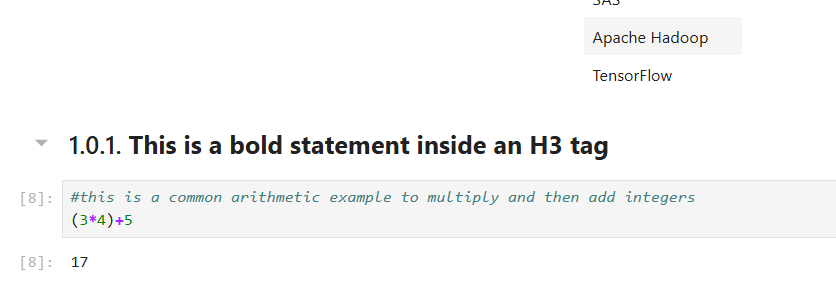 SAS
Apache Hadoop
TensorFlow
1.0.1. This is a bold statement inside an H3 tag
[8]: #this is a common arithmetic example to multiply and then add integers
(3*4)+5
[8]: 17